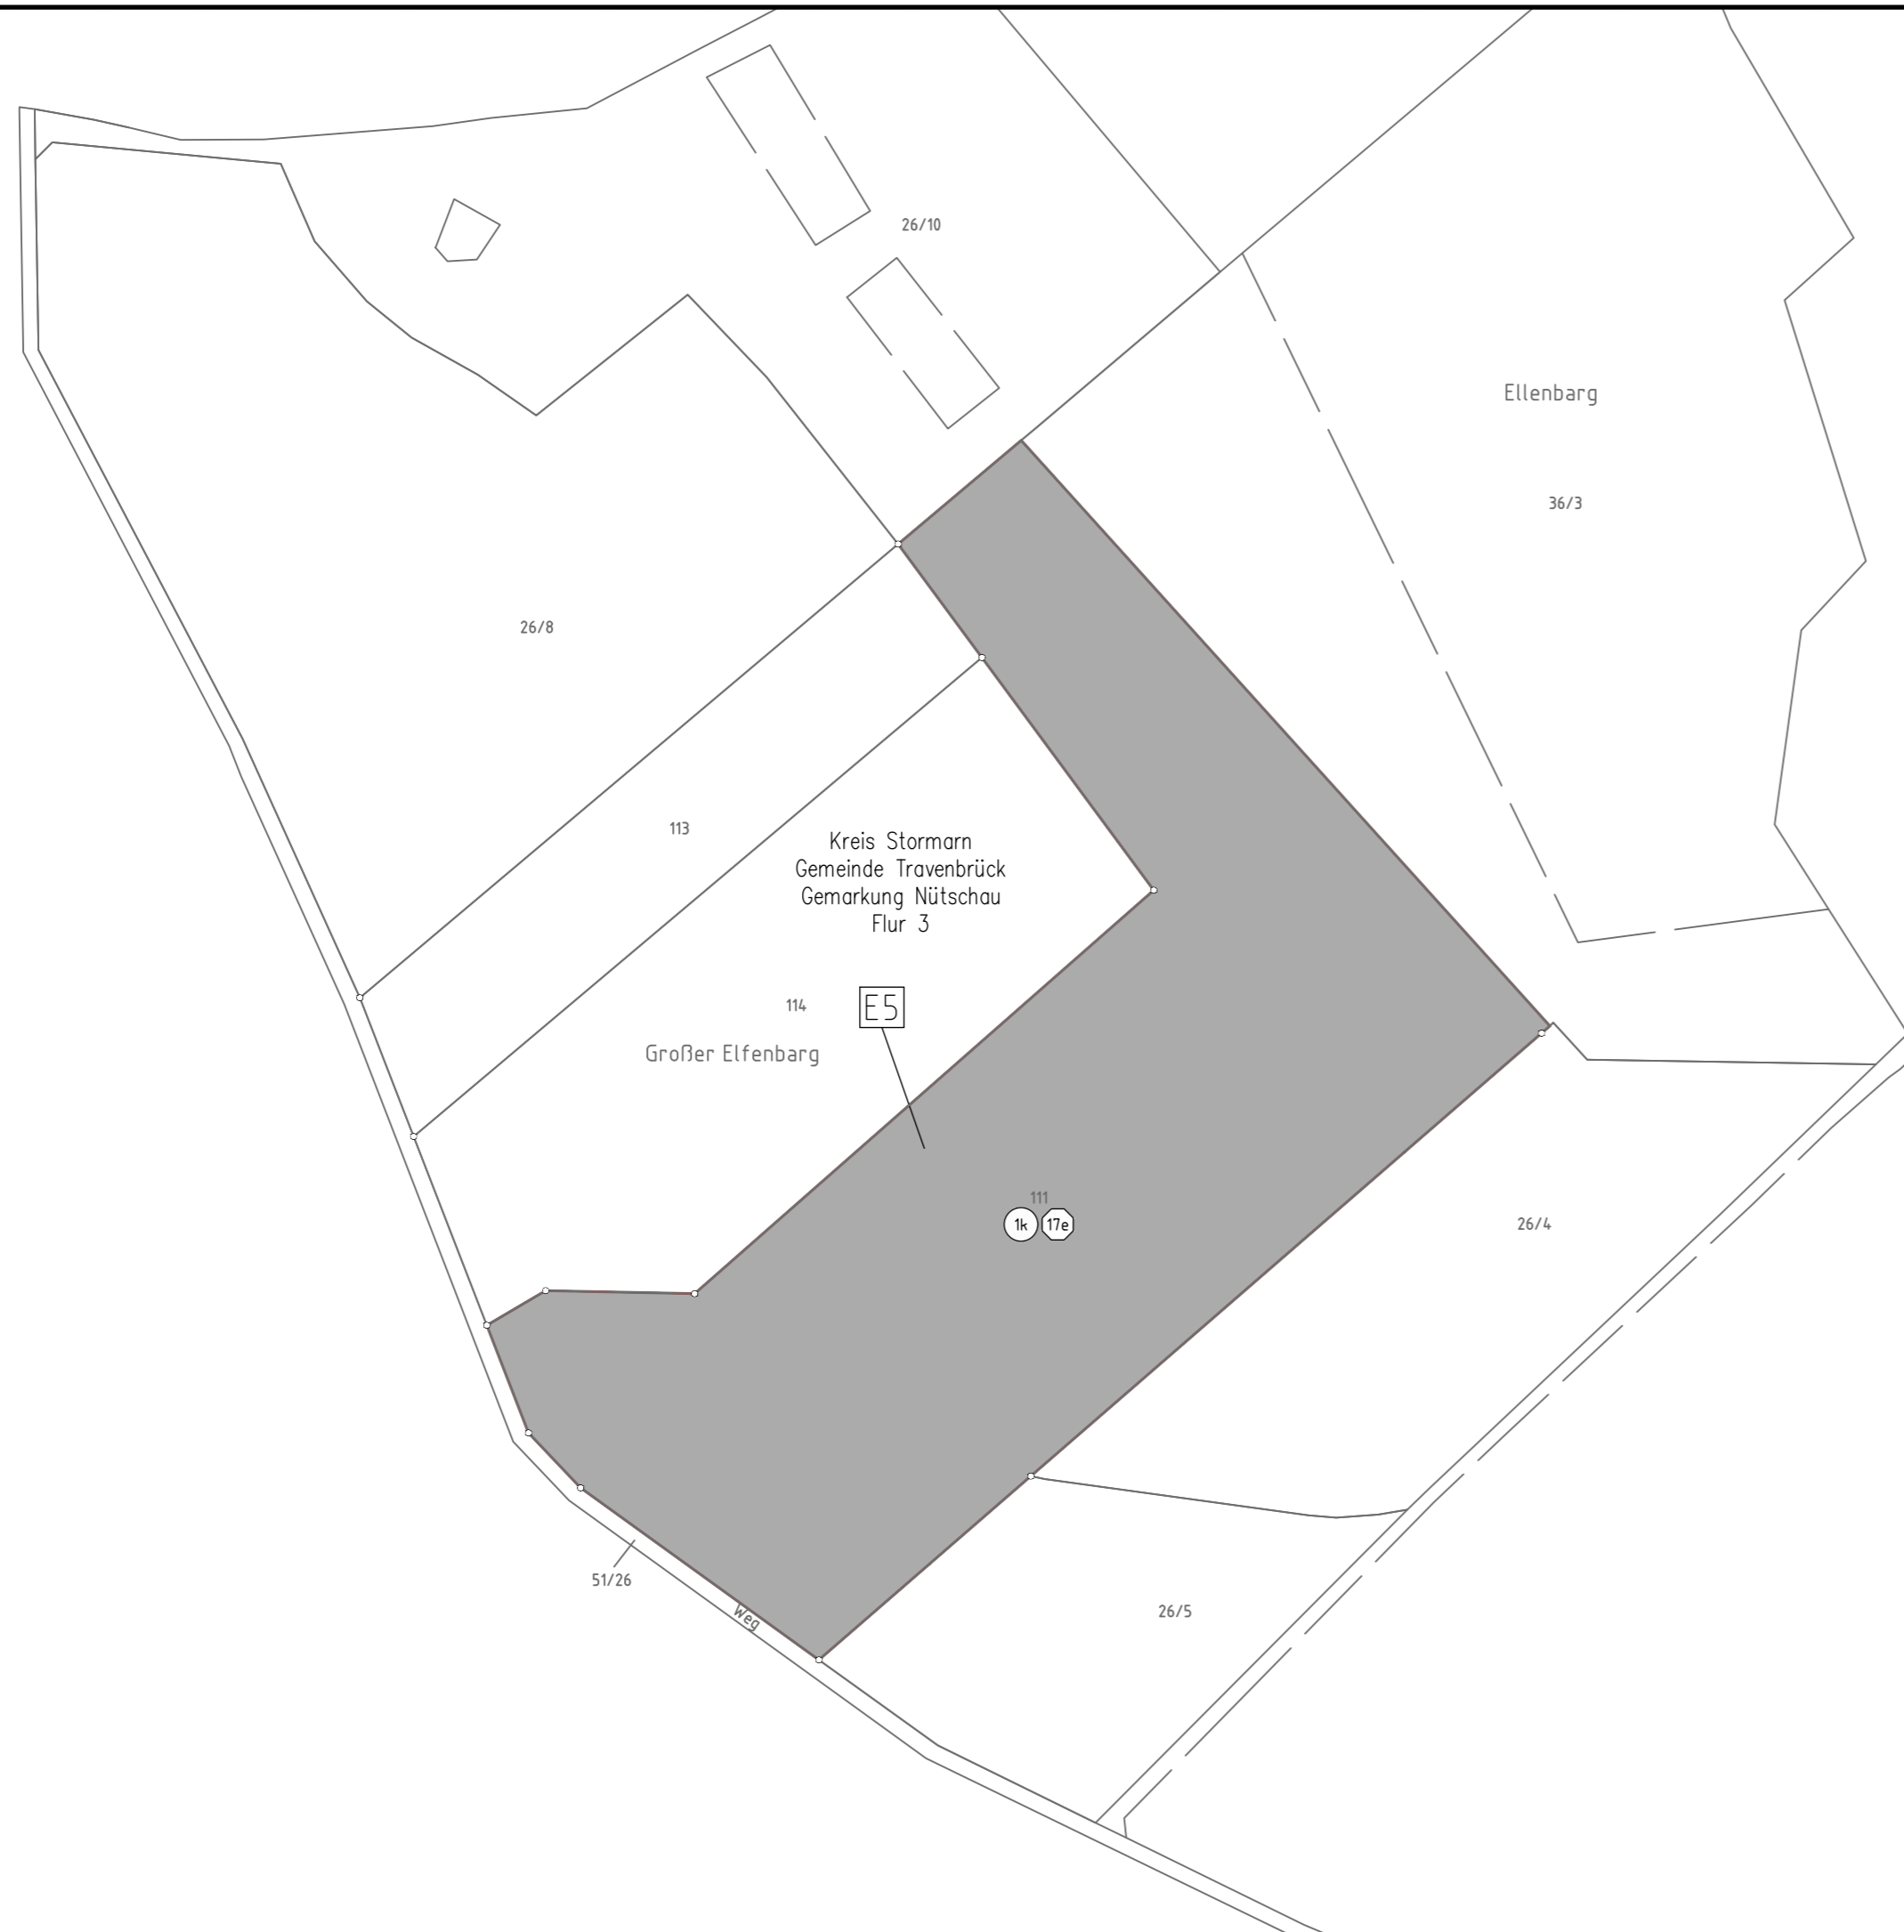 26/10
Ellenbarg
36/3
26/8
113
Kreis Stormarn
Gemeinde Travenbrück
Gemarkung Nütschau
Flur 3
114
E5
Großer Elfenbarg
111
1k 17e
26/4
51/26
Weg
26/5